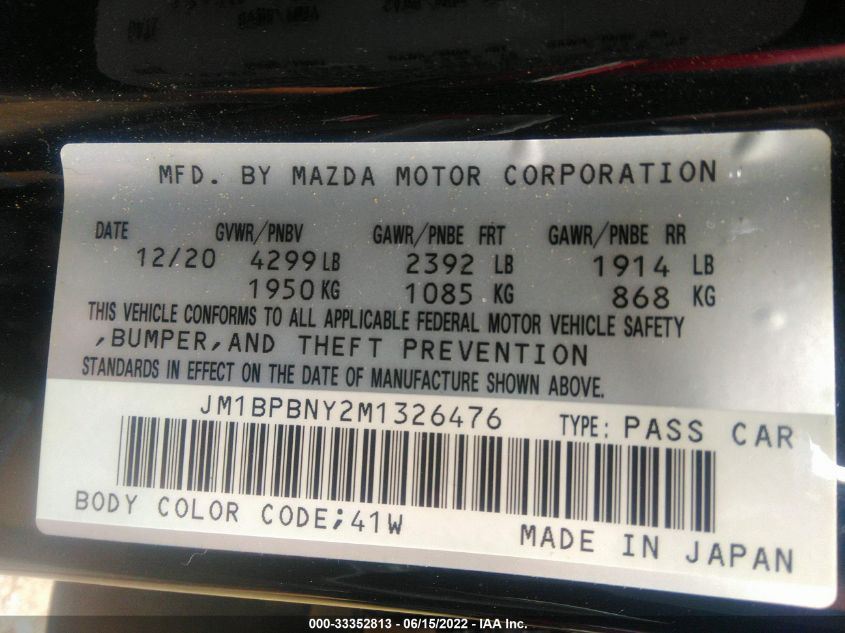 MFD. BY MAZDA MOTOR CORPORATION
DATE GVWR/PNBV GAWR/PNBE FRT GAWR/PNBE RR
12/20 4299 LB 2392 LB 1914 LB
1950 KG 1085 KG 868 KG
THIS VEHICLE CONFORMS TO ALL APPLICABLE FEDERAL MOTOR VEHICLE SAFETY
,BUMPER,AND THEFT PREVENTION
STANDARDS IN EFFECT ON THE DATE OF MANUFACTURE SHOWN ABOVE.
JM1BPBNY2M1326476 TYPE: PASS CAR
BODY COLOR CODE;41W
MADE IN JAPAN
000-33352813 - 06/15/2022 - IAA Inc.